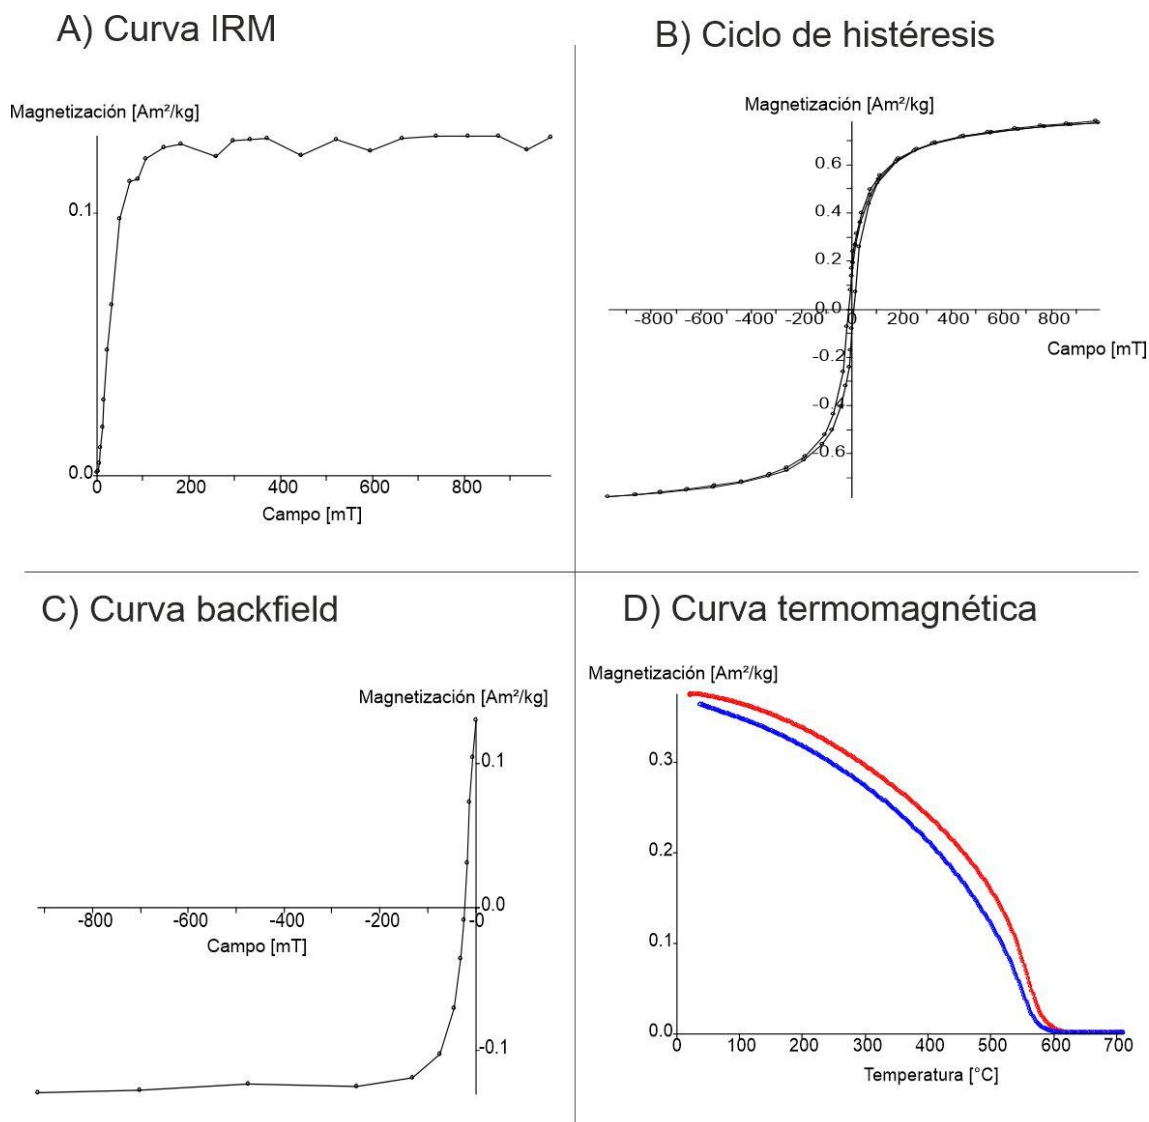 A) Curva IRM
Magnetización [Am²/kg]
0.1
0.0
0 200 400 600 800
Campo [mT]
B) Ciclo de histéresis
Magnetización [Am²/kg]
0.6
0.4
0.2
0.0
-800 -600 -400 -200 0 200 400 600 800
Campo [mT]
-0.2
-0.4
-0.6
C) Curva backfield
Magnetización [Am²/kg]
0.1
0.0
-800 -600 -400 -200 -0
Campo [mT]
-0.1
D) Curva termomagnética
Magnetización [Am²/kg]
0.3
0.2
0.1
0.0
0 100 200 300 400 500 600 700
Temperatura [°C]